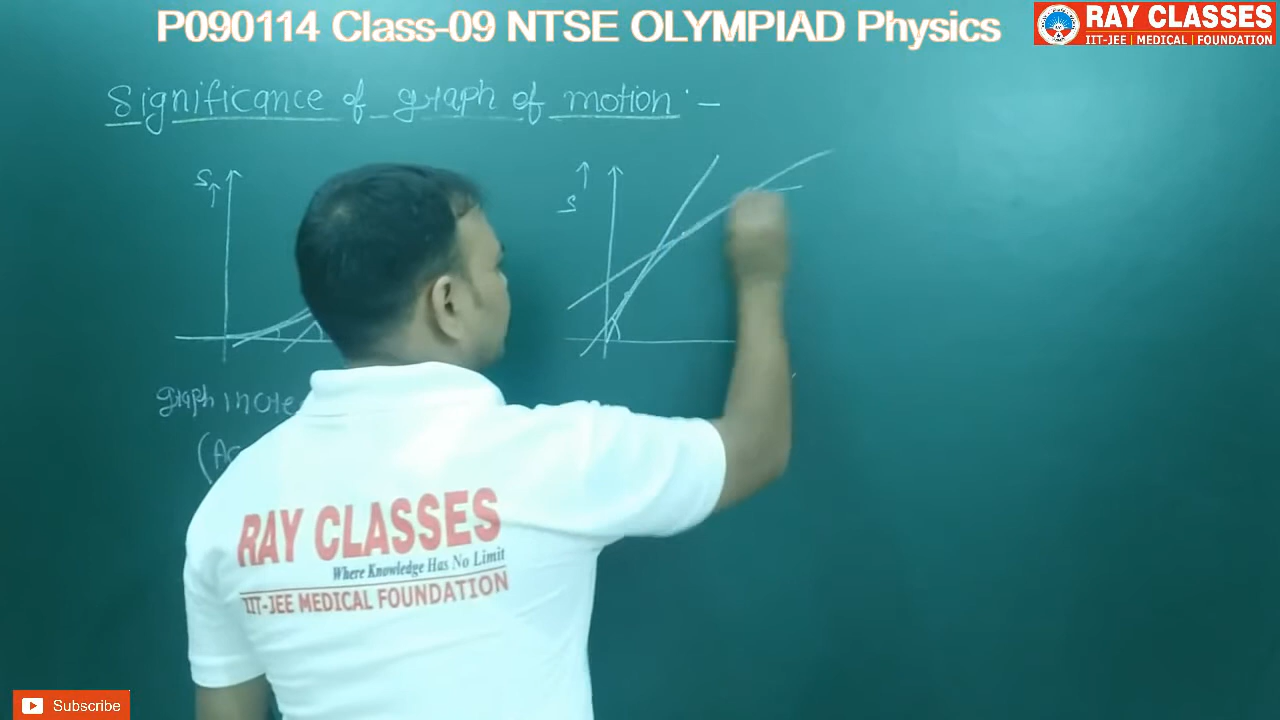 P090114 Class-09 NTSE OLYMPIAD Physics
RAY CLASSES
IIT-JEE | MEDICAL | FOUNDATION
Significance of graph of motion :-
S
S
graph
RAY CLASSES
Where Knowledge Has No Limit
IIT-JEE MEDICAL FOUNDATION
Subscribe